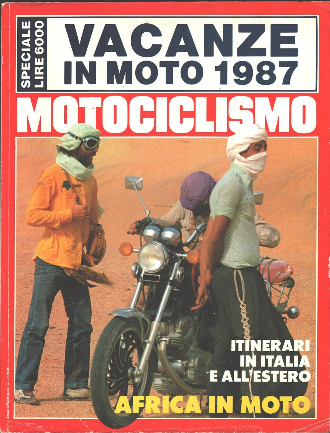 SPECIALE
LIRE 6000
VACANZE
IN MOTO 1987
MOTOCICLISMO
ITINERARI
IN ITALIA
E ALL'ESTERO
AFRICA IN MOTO